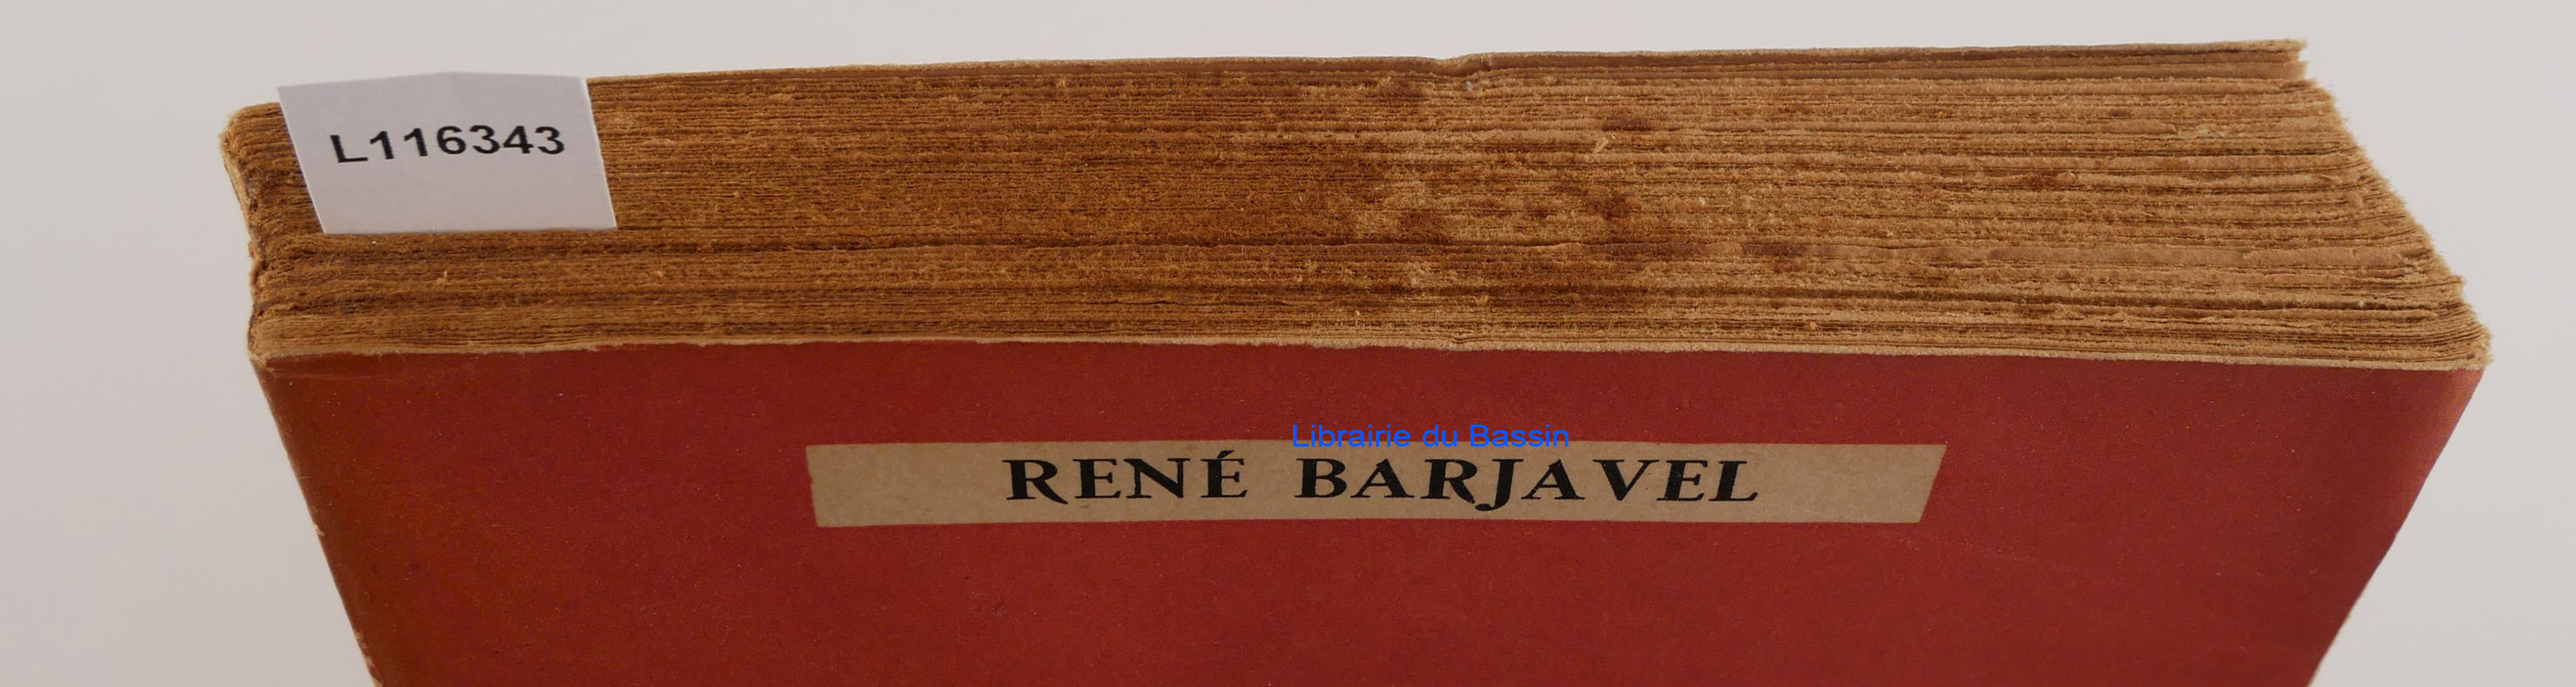 L116343
Librairie du Bassin
RENÉ BARJAVEL